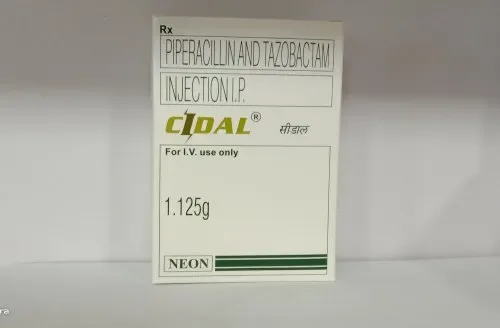 Rx
PIPERACILLIN AND TAZOBACTAM
INJECTION I.P.
CIDAL® सीडाल
For I.V. use only
1.125g
NEON